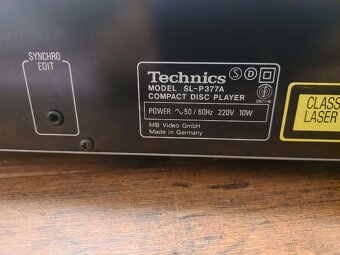 SYNCHRO
EDIT
Technics S D
MODEL SL-P377A
COMPACT DISC PLAYER
POWER: ∿50/60Hz 220V 10W
MB Video GmbH
Made in Germany
CLASS
LASER